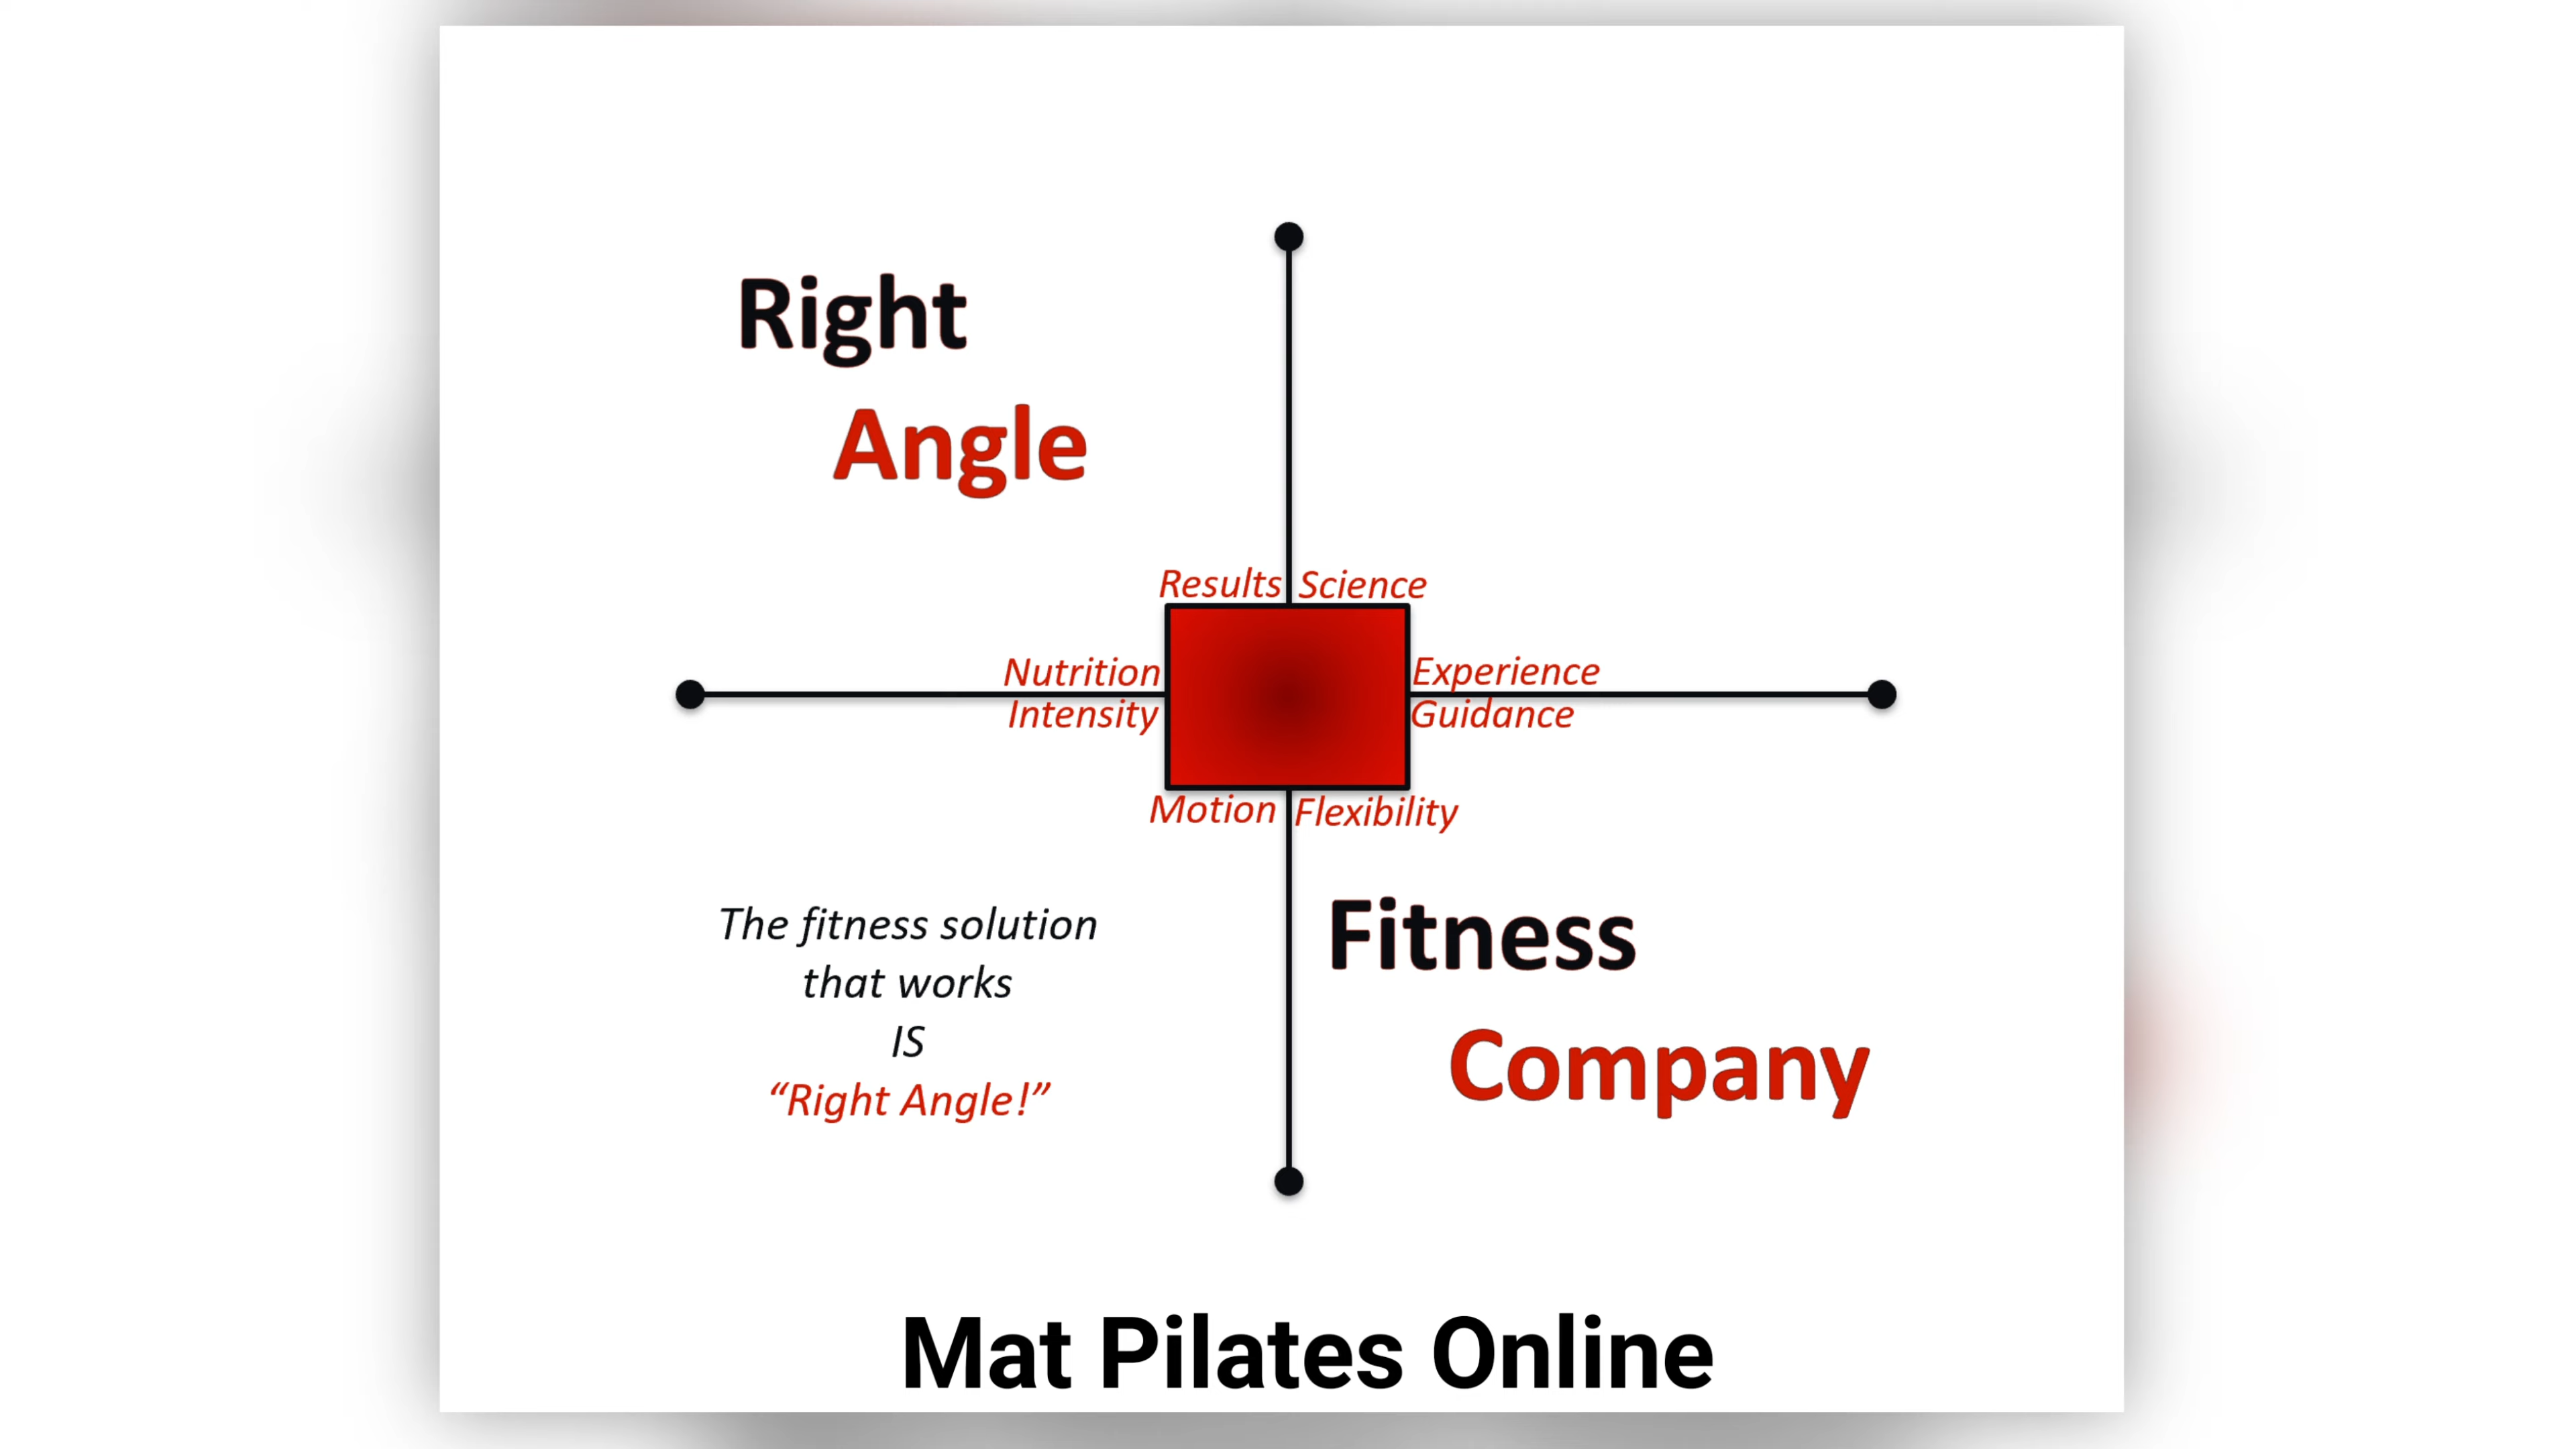 Right
Angle
Results Science
Nutrition Experience
Intensity Guidance
Motion Flexibility
The fitness solution
that works
IS
“Right Angle!”
Fitness
Company
Mat Pilates Online